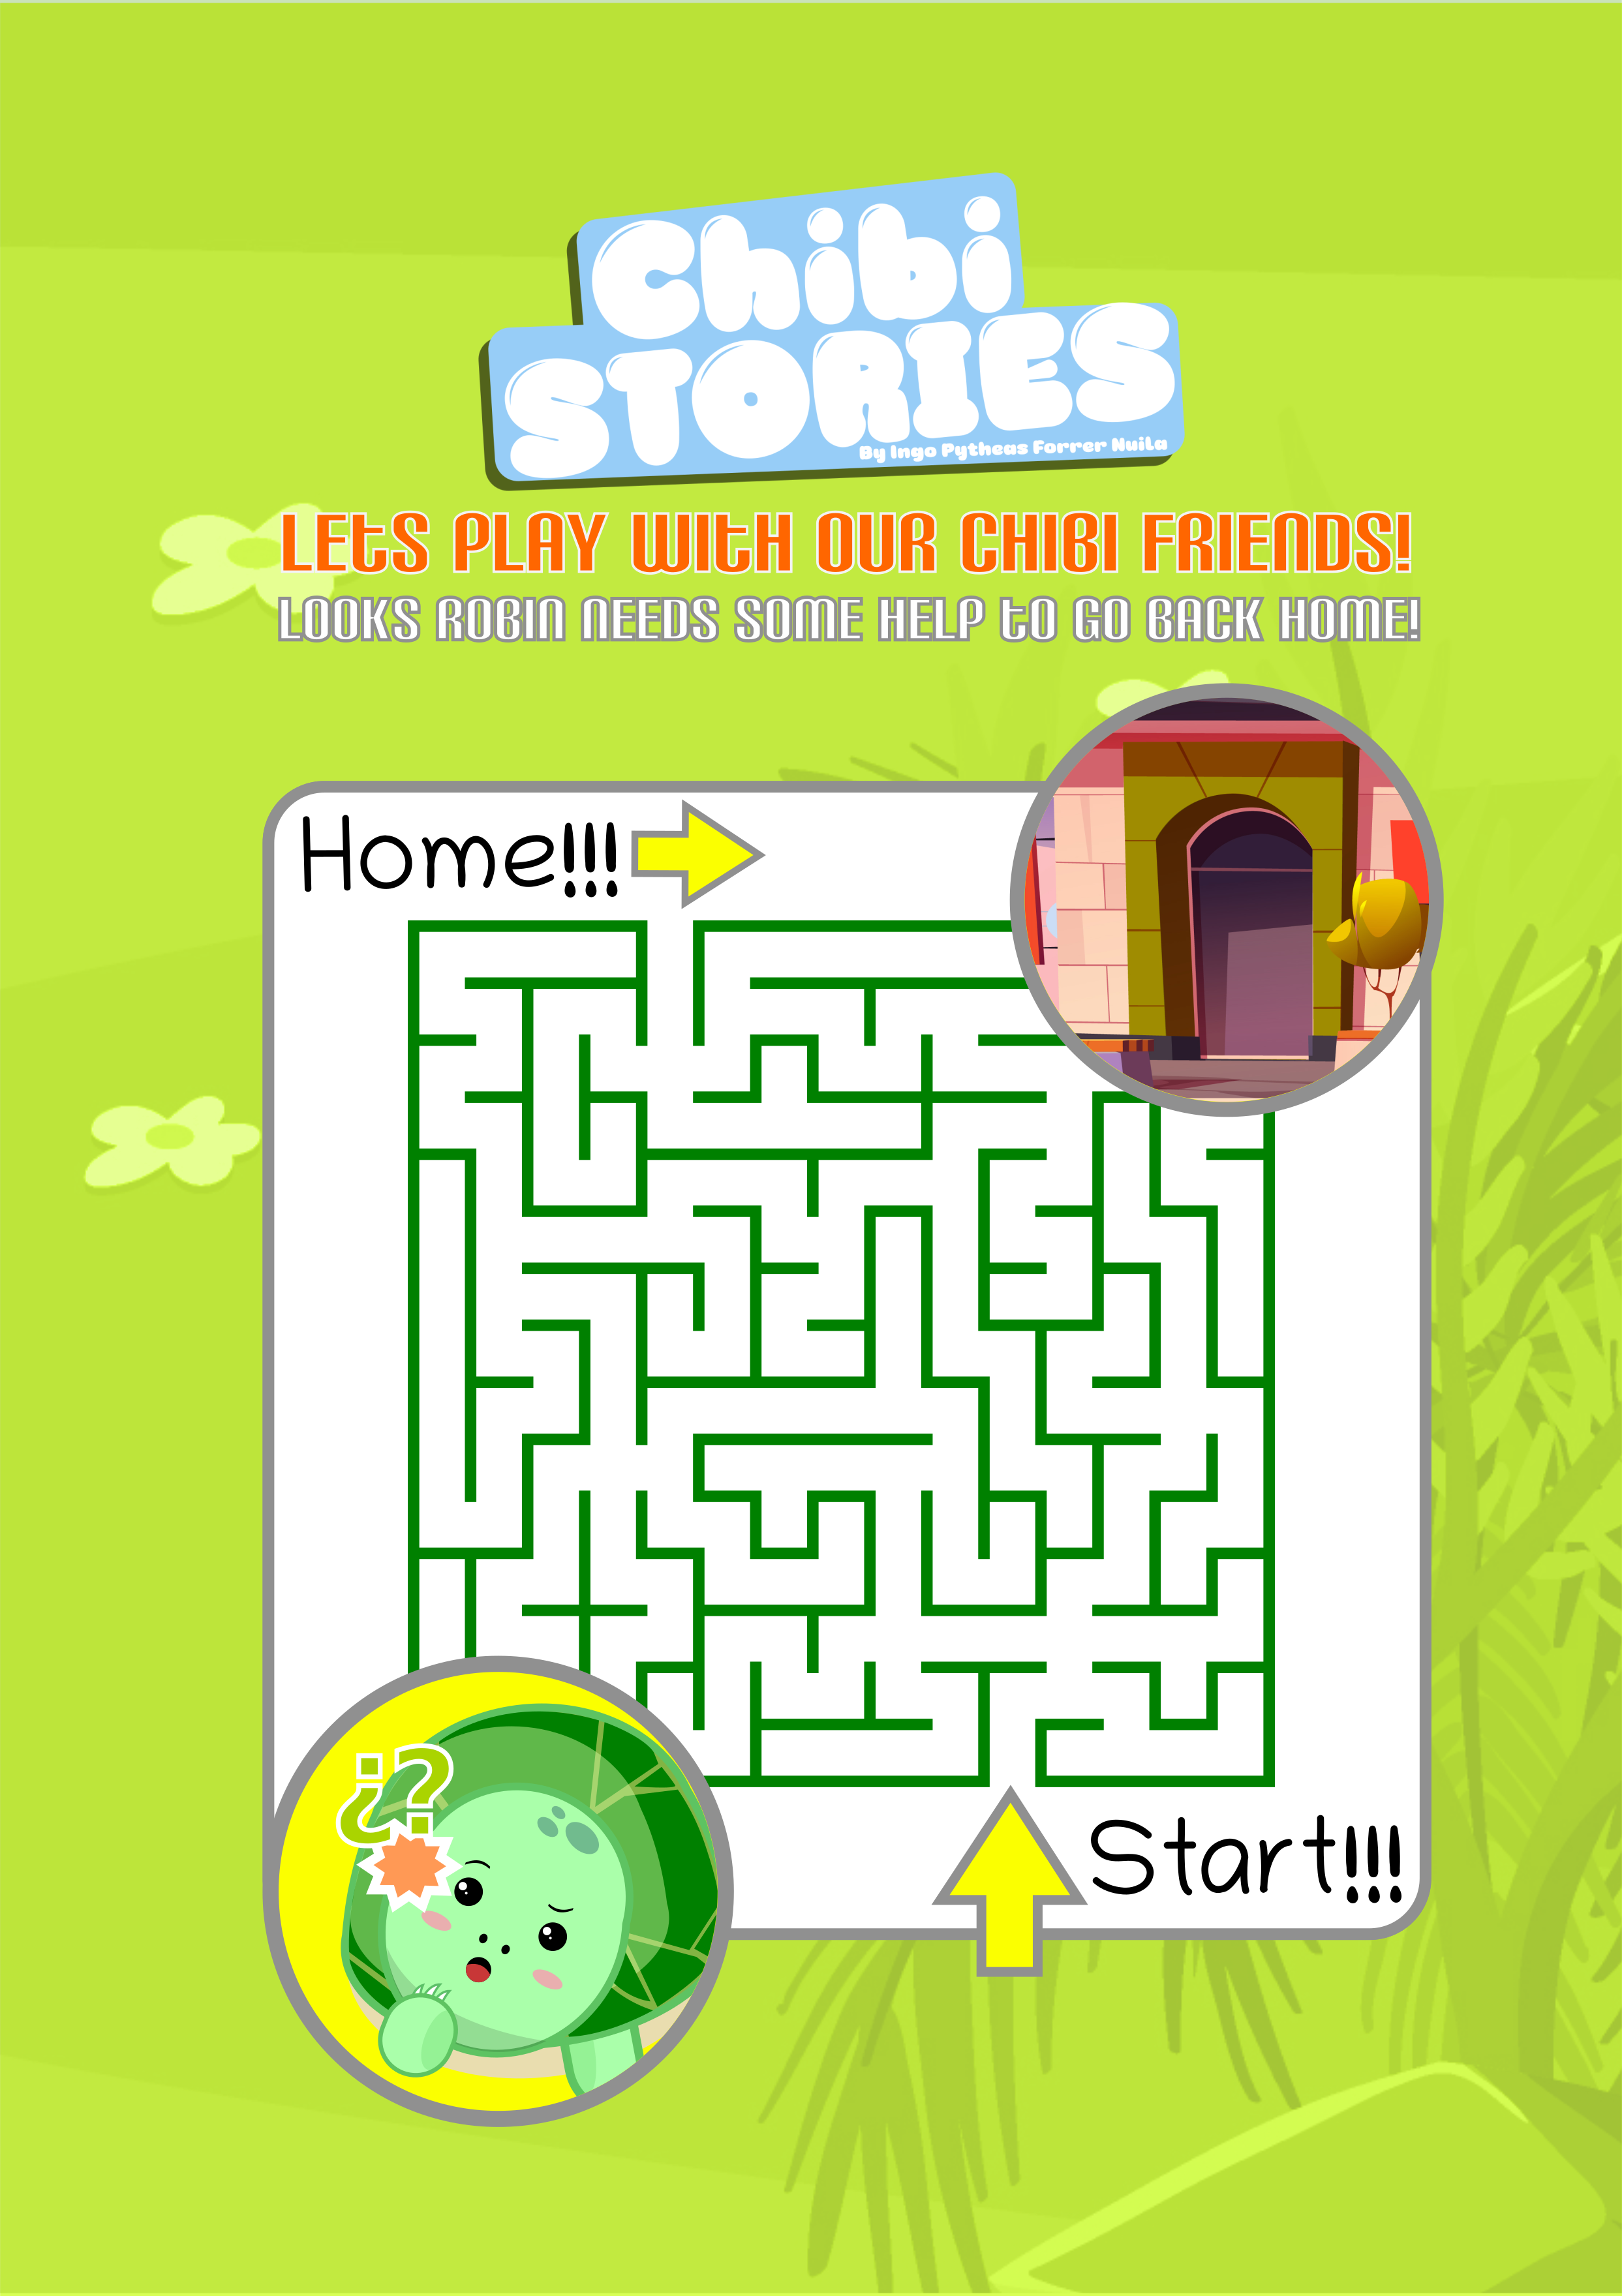 Chibi
STORIES
By Ingo Pytheas Forrer NuiLa
LEtS PLAY WitH OUR CHIBI FRIENDS!
LOOKS ROBIN NEEDS SOME HELP tO GO BACK HOME!
Home!!!
¿?
Start!!!